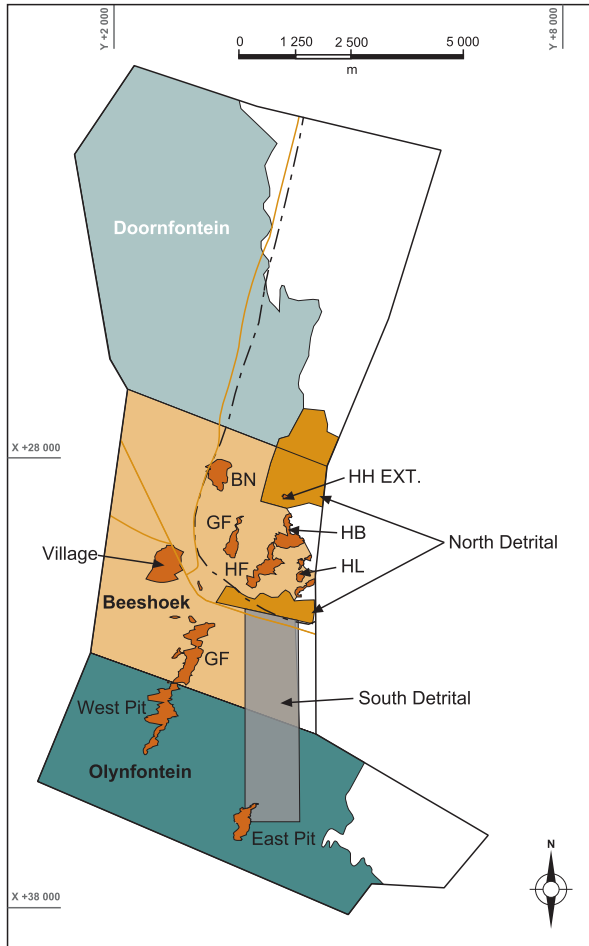 Y +2 000
Y +8 000
0 1 250 2 500 5 000
m
Doornfontein
X +28 000
BN
HH EXT.
GF
HB
North Detrital
Village
HF
HL
Beeshoek
GF
South Detrital
West Pit
Olynfontein
East Pit
N
X +38 000